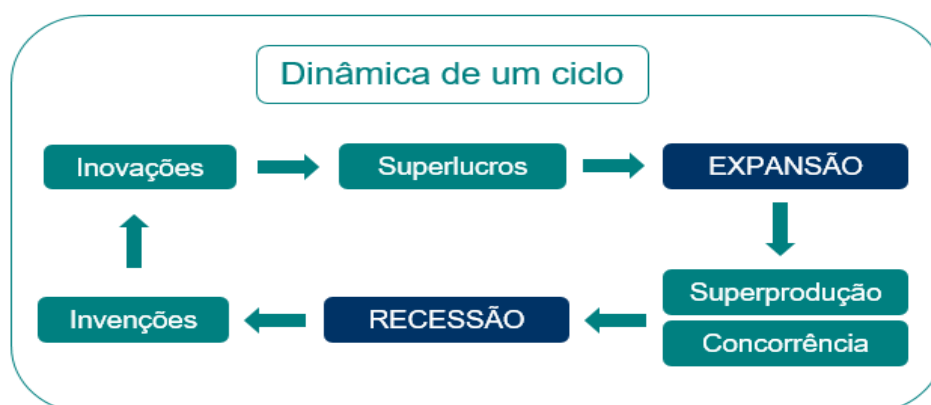 Dinâmica de um ciclo
Inovações
Superlucros
EXPANSÃO
Superprodução
Concorrência
RECESSÃO
Invenções